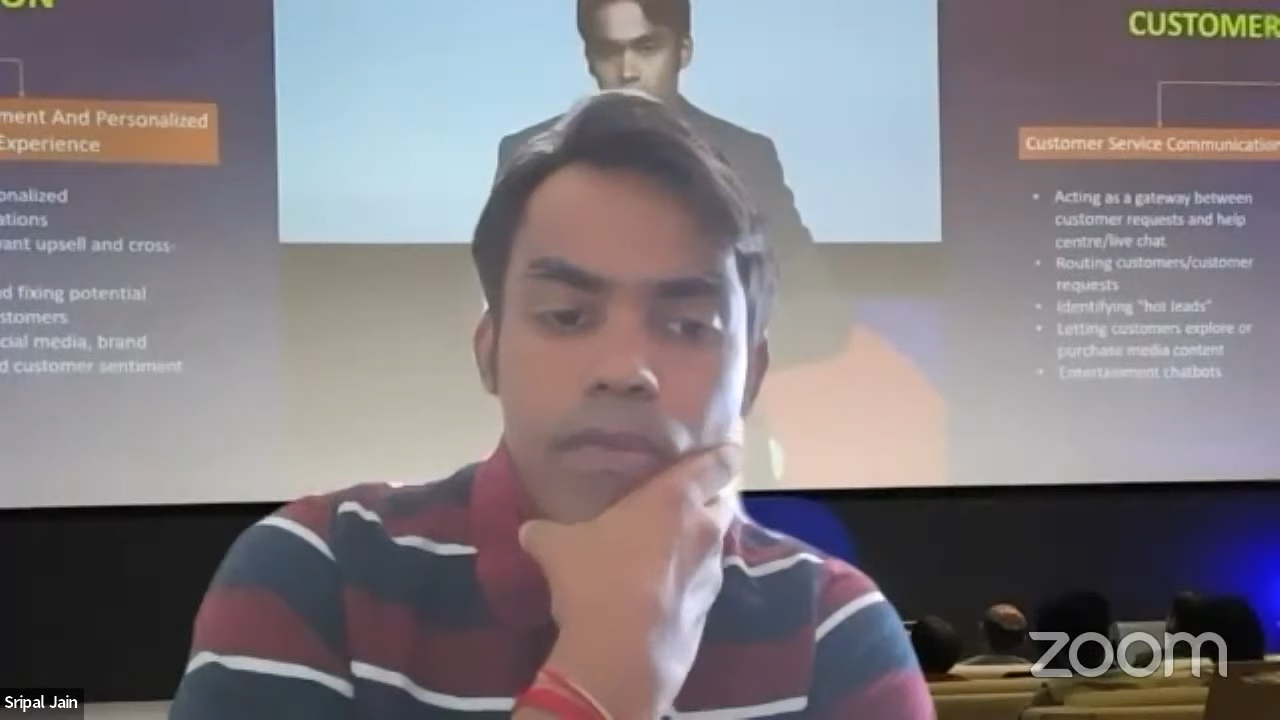 ON
ment And Personalized
Experience
onalized
ations
vant upsell and cross-
d fixing potential
stomers
cial media, brand
d customer sentiment
CUSTOMER
Customer Service Communication
• Acting as a gateway between
customer requests and help
centre/live chat
• Routing customers/customer
requests
• Identifying "hot leads"
• Letting customers explore or
purchase media content
• Entertainment chatbots
zoom
Sripal Jain